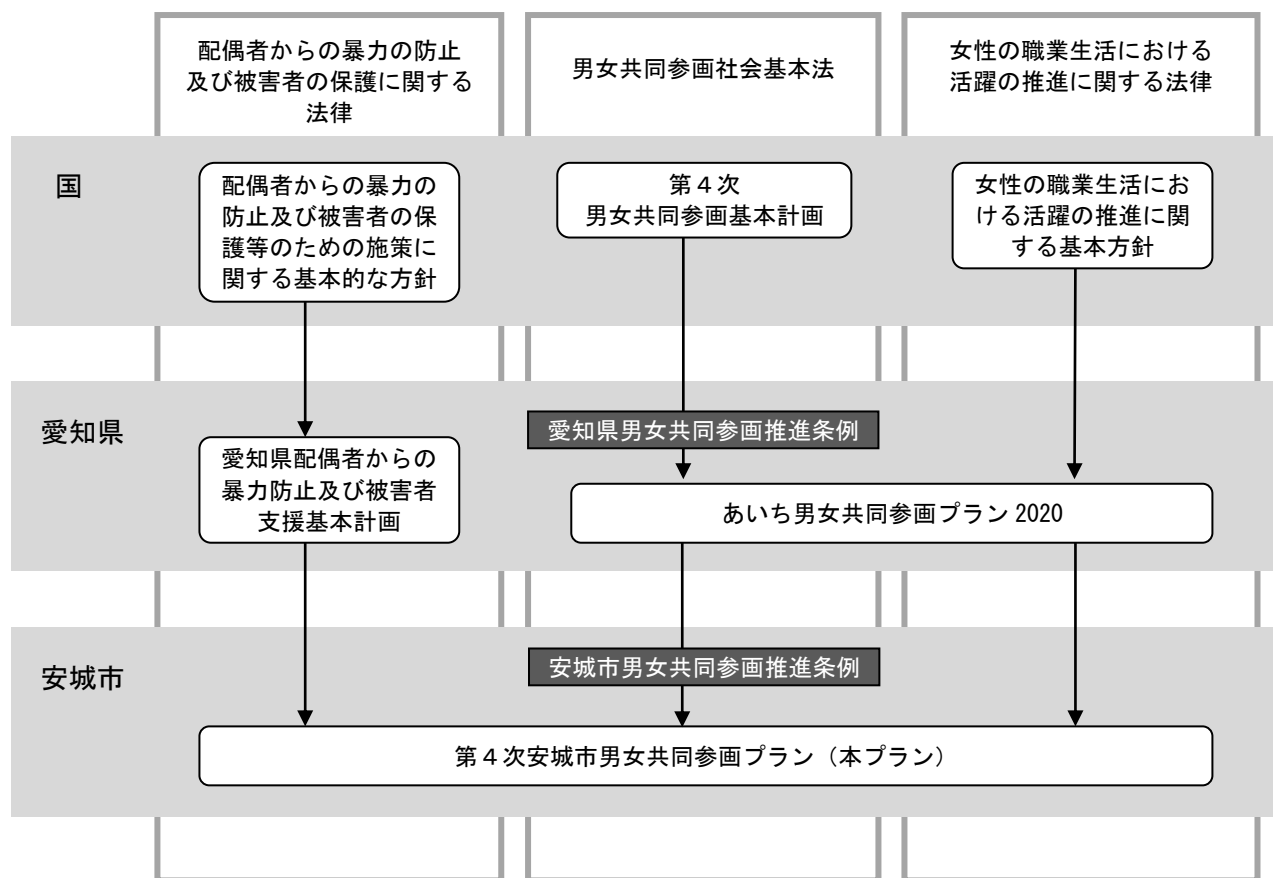 配偶者からの暴力の防止
及び被害者の保護に関する
法律
男女共同参画社会基本法
女性の職業生活における
活躍の推進に関する法律
国
配偶者からの暴力の
防止及び被害者の保
護等のための施策に
関する基本的な方針
第４次
男女共同参画基本計画
女性の職業生活にお
ける活躍の推進に関
する基本方針
愛知県
愛知県配偶者からの
暴力防止及び被害者
支援基本計画
愛知県男女共同参画推進条例
あいち男女共同参画プラン 2020
安城市
安城市男女共同参画推進条例
第４次安城市男女共同参画プラン（本プラン）